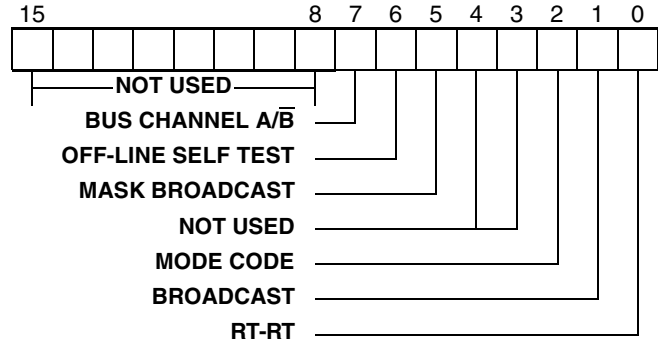 15 8 7 6 5 4 3 2 1 0
NOT USED
BUS CHANNEL A/B̅
OFF-LINE SELF TEST
MASK BROADCAST
NOT USED
MODE CODE
BROADCAST
RT-RT